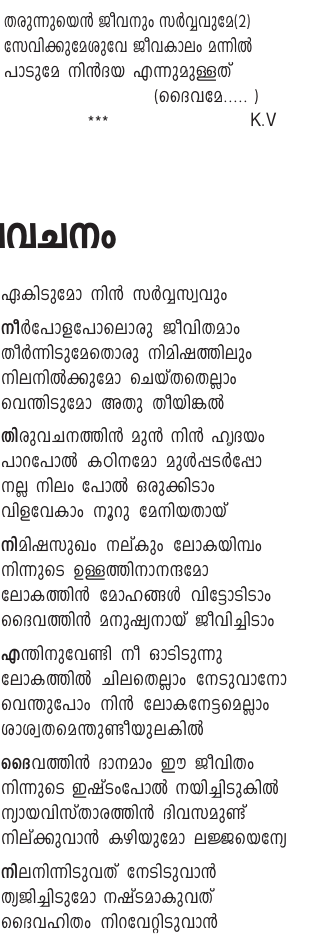 തരുന്നുയെൻ ജീവനും സർവ്വവുമേ(2)
സേവിക്കുമേശുവേ ജീവകാലം മന്നിൽ
പാടുമേ നിൻദയ എന്നുമുള്ളത്
(ദൈവമേ..... )
*** K.V
വചനം
ഏകിടുമോ നിൻ സർവ്വസ്വവും
നീർപോളപോലൊരു ജീവിതമാം
തീർന്നിടുമേതൊരു നിമിഷത്തിലും
നിലനിൽക്കുമോ ചെയ്തതെല്ലാം
വെന്തിടുമോ അതു തീയിങ്കൽ
തിരുവചനത്തിൻ മുൻ നിൻ ഹൃദയം
പാറപോൽ കഠിനമോ മുൾപ്പടർപ്പോ
നല്ല നിലം പോൽ ഒരുക്കിടാം
വിളവേകാം നൂറു മേനിയതായ്
നിമിഷസുഖം നല്കും ലോകയിമ്പം
നിന്നുടെ ഉള്ളത്തിനാനന്ദമോ
ലോകത്തിൻ മോഹങ്ങൾ വിട്ടോടിടാം
ദൈവത്തിൻ മനുഷ്യനായ് ജീവിച്ചിടാം
എന്തിനുവേണ്ടി നീ ഓടിടുന്നു
ലോകത്തിൽ ചിലതെല്ലാം നേടുവാനോ
വെന്തുപോം നിൻ ലോകനേട്ടമെല്ലാം
ശാശ്വതമെന്തുണ്ടീയുലകിൽ
ദൈവത്തിൻ ദാനമാം ഈ ജീവിതം
നിന്നുടെ ഇഷ്ടംപോൽ നയിച്ചിടുകിൽ
ന്യായവിസ്താരത്തിൻ ദിവസമുണ്ട്
നില്ക്കുവാൻ കഴിയുമോ ലജ്ജയെന്യേ
നിലനിന്നിടുവത് നേടിടുവാൻ
ത്യജിച്ചിടുമോ നഷ്ടമാകുവത്
ദൈവഹിതം നിറവേറ്റിടുവാൻ